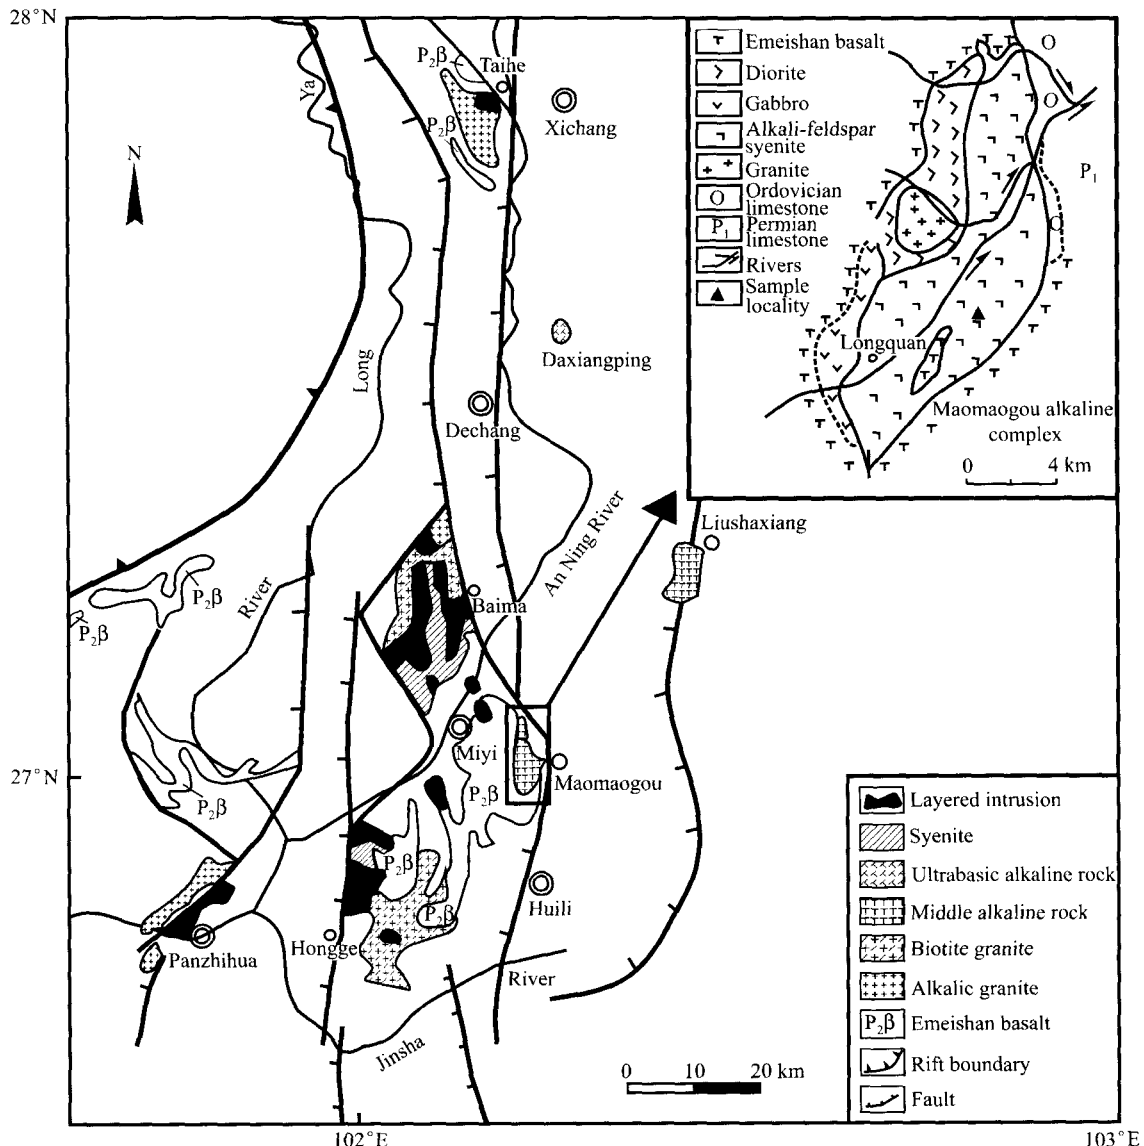 28°N
P₂β
Taihe
Ya
P₂β
Xichang
N
Long
Daxiangping
Dechang
An Ning River
Liushaxiang
P₂β
River
P₂β
Baima
Miyi
Maomaogou
27°N
P₂β
P₂β
P₂β
P₂β
Huili
Panzhihua
Hongge
River
Jinsha
0 10 20 km
102°E
103°E
Emeishan basalt
Diorite
Gabbro
Alkali-feldspar
syenite
Granite
O Ordovician
limestone
P₁ Permian
limestone
Rivers
Sample
locality
O
O
P₁
O
Longquan
Maomaogou alkaline
complex
0 4 km
Layered intrusion
Syenite
Ultrabasic alkaline rock
Middle alkaline rock
Biotite granite
Alkalic granite
P₂β Emeishan basalt
Rift boundary
Fault